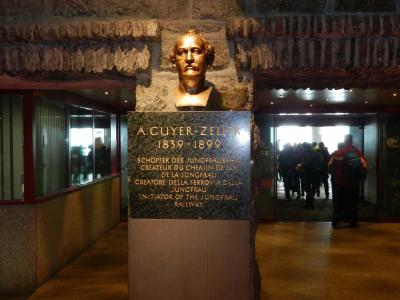 A. GUYER-ZELLER
1839-1899
SCHÖPFER DER JUNGFRAUBAHN
CREATEUR DU CHEMIN DE FER
DE LA JUNGFRAU
CREATORE DELLA FERROVIA DELLA
JUNGFRAU
INITIATOR OF THE JUNGFRAU
RAILWAY